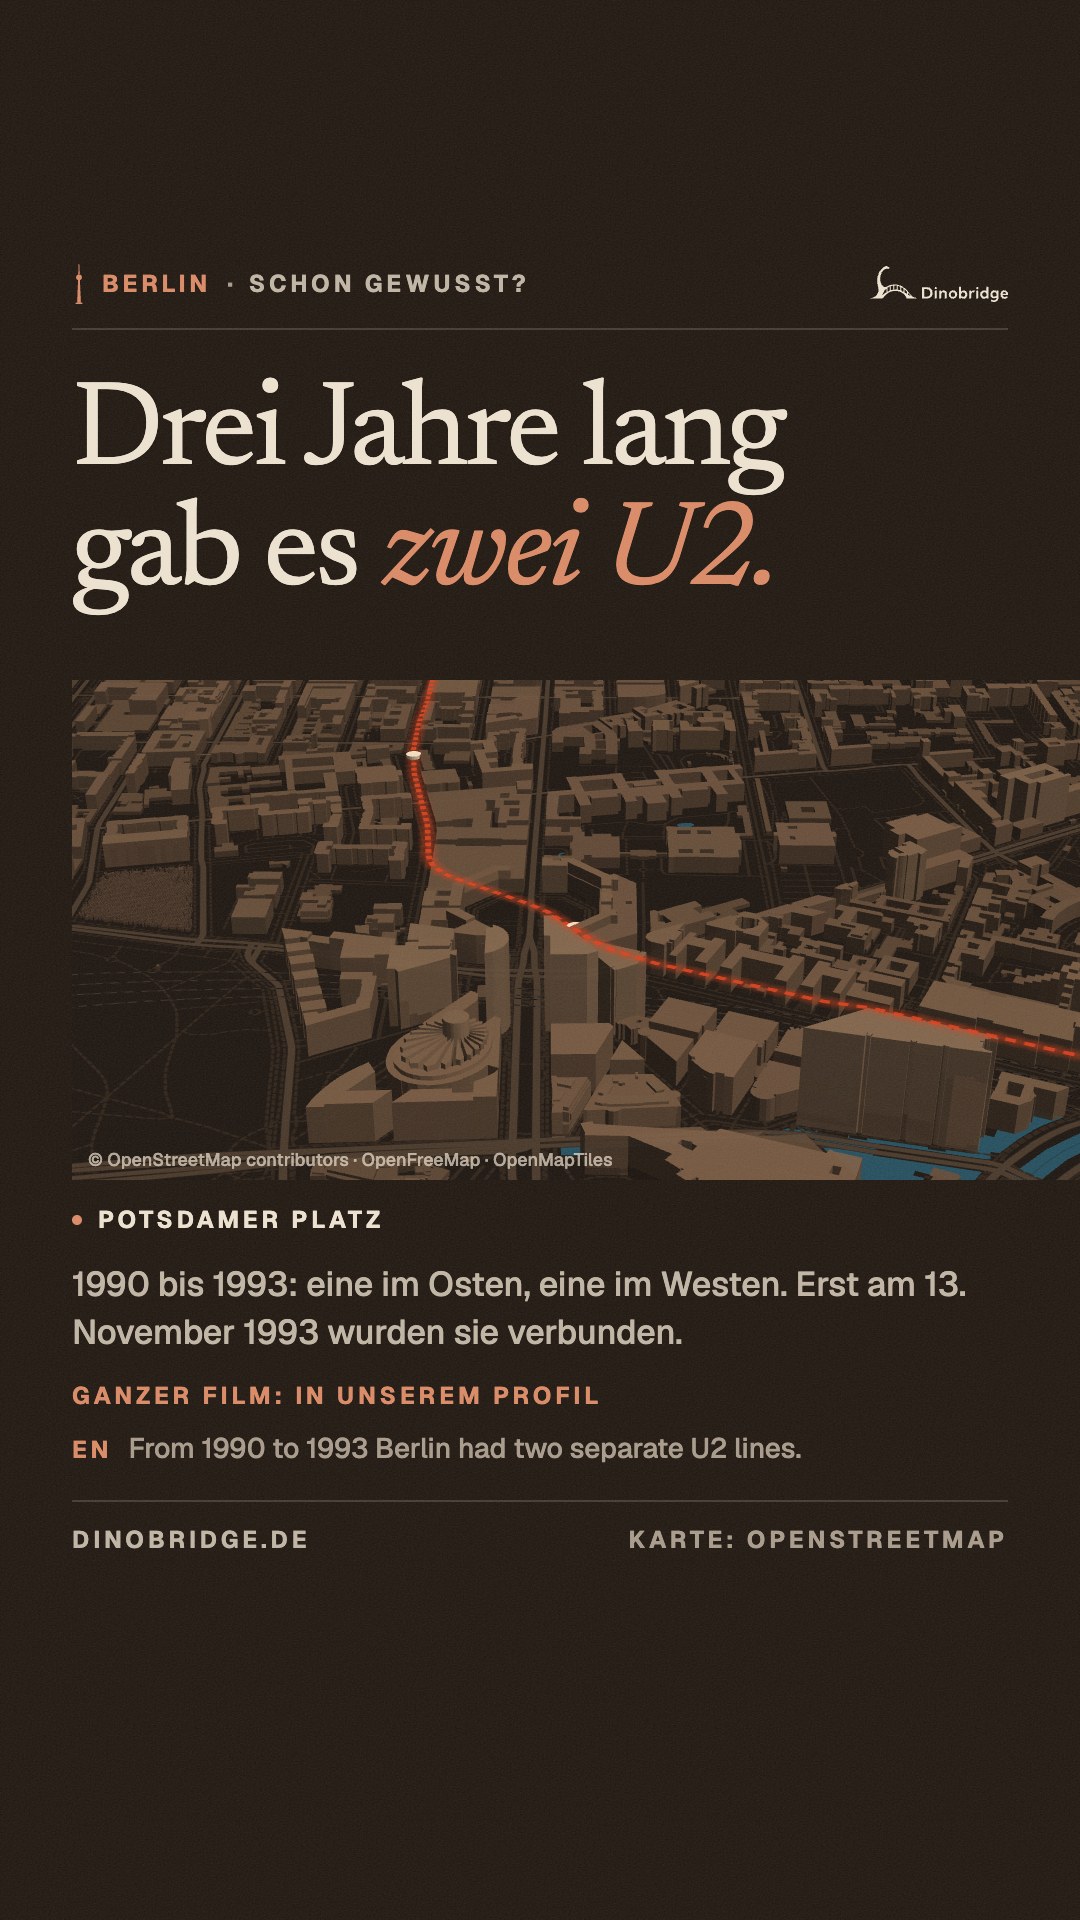 BERLIN · SCHON GEWUSST?
Dinobridge
Drei Jahre lang
gab es zwei U2.
© OpenStreetMap contributors · OpenFreeMap · OpenMapTiles
POTSDAMER PLATZ
1990 bis 1993: eine im Osten, eine im Westen. Erst am 13.
November 1993 wurden sie verbunden.
GANZER FILM: IN UNSEREM PROFIL
EN From 1990 to 1993 Berlin had two separate U2 lines.
DINOBRIDGE.DE
KARTE: OPENSTREETMAP